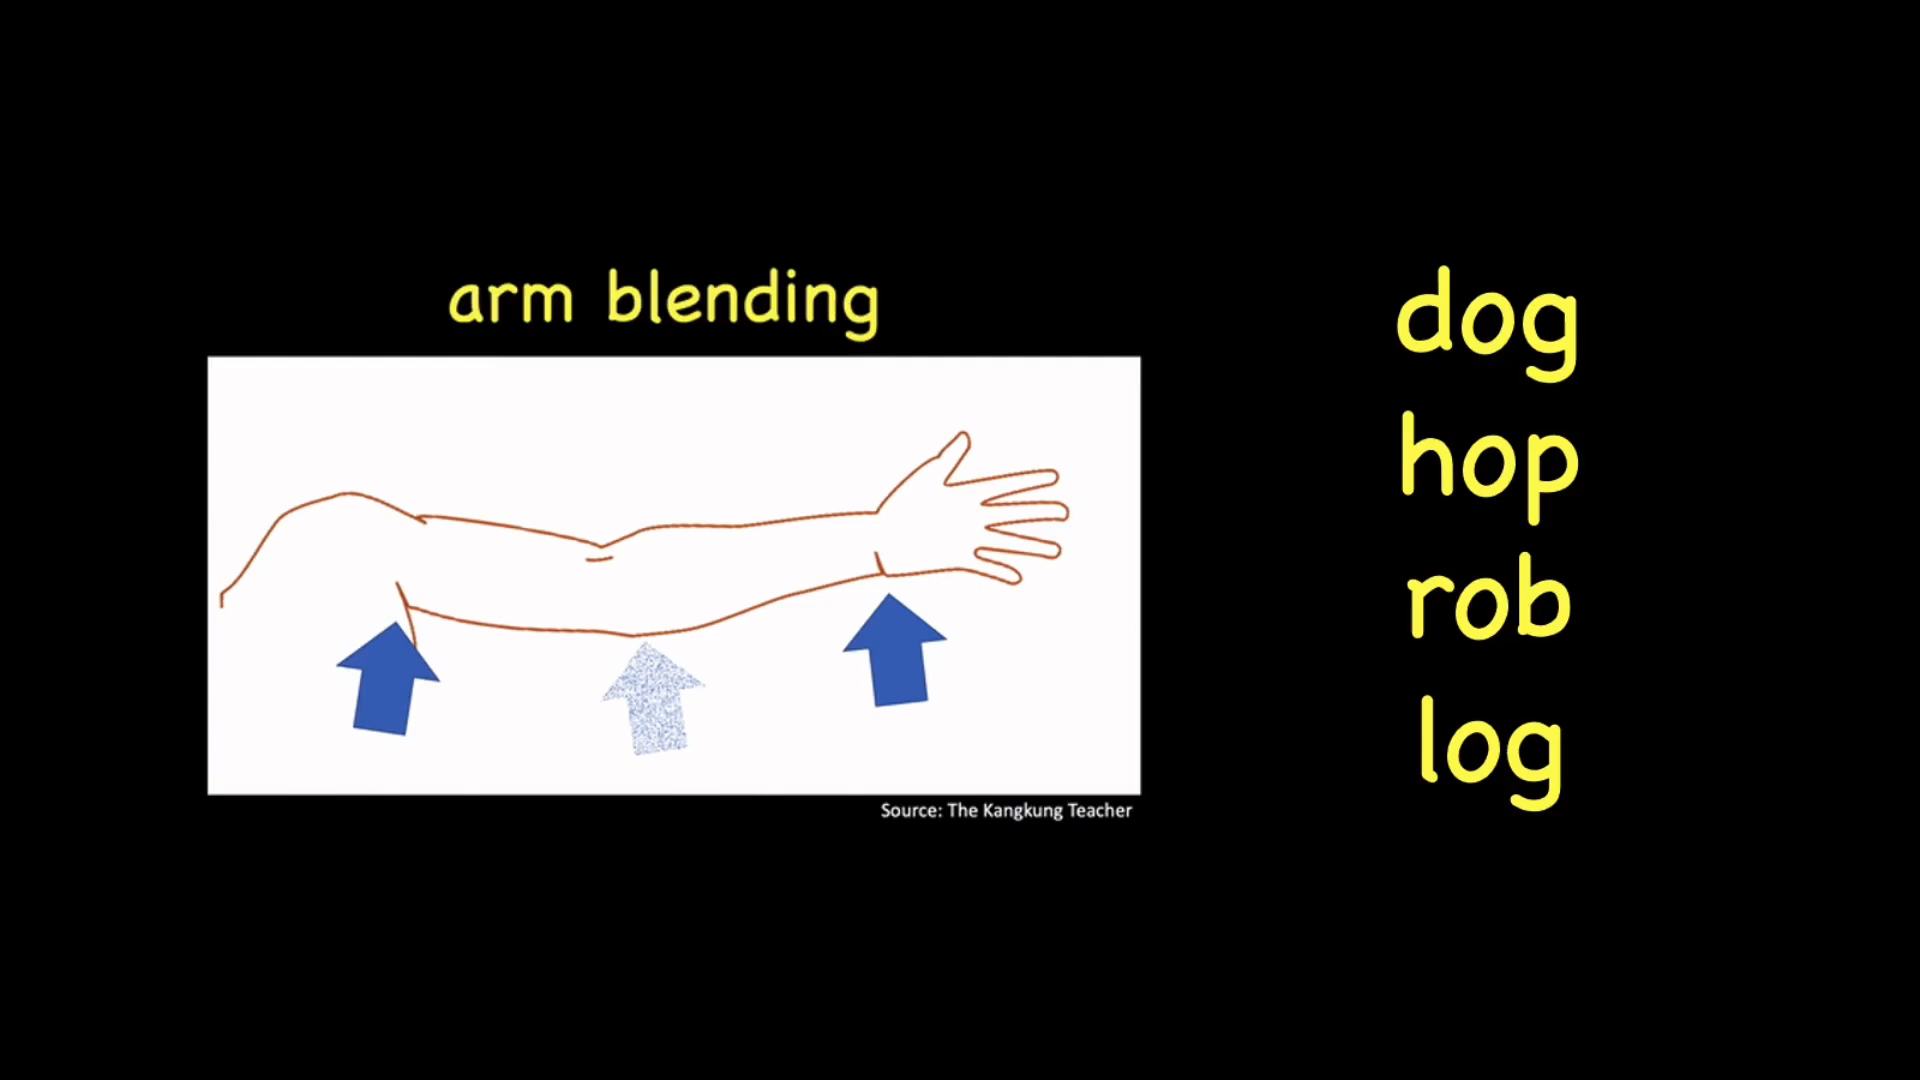 arm blending
Source: The Kangkung Teacher
dog
hop
rob
log